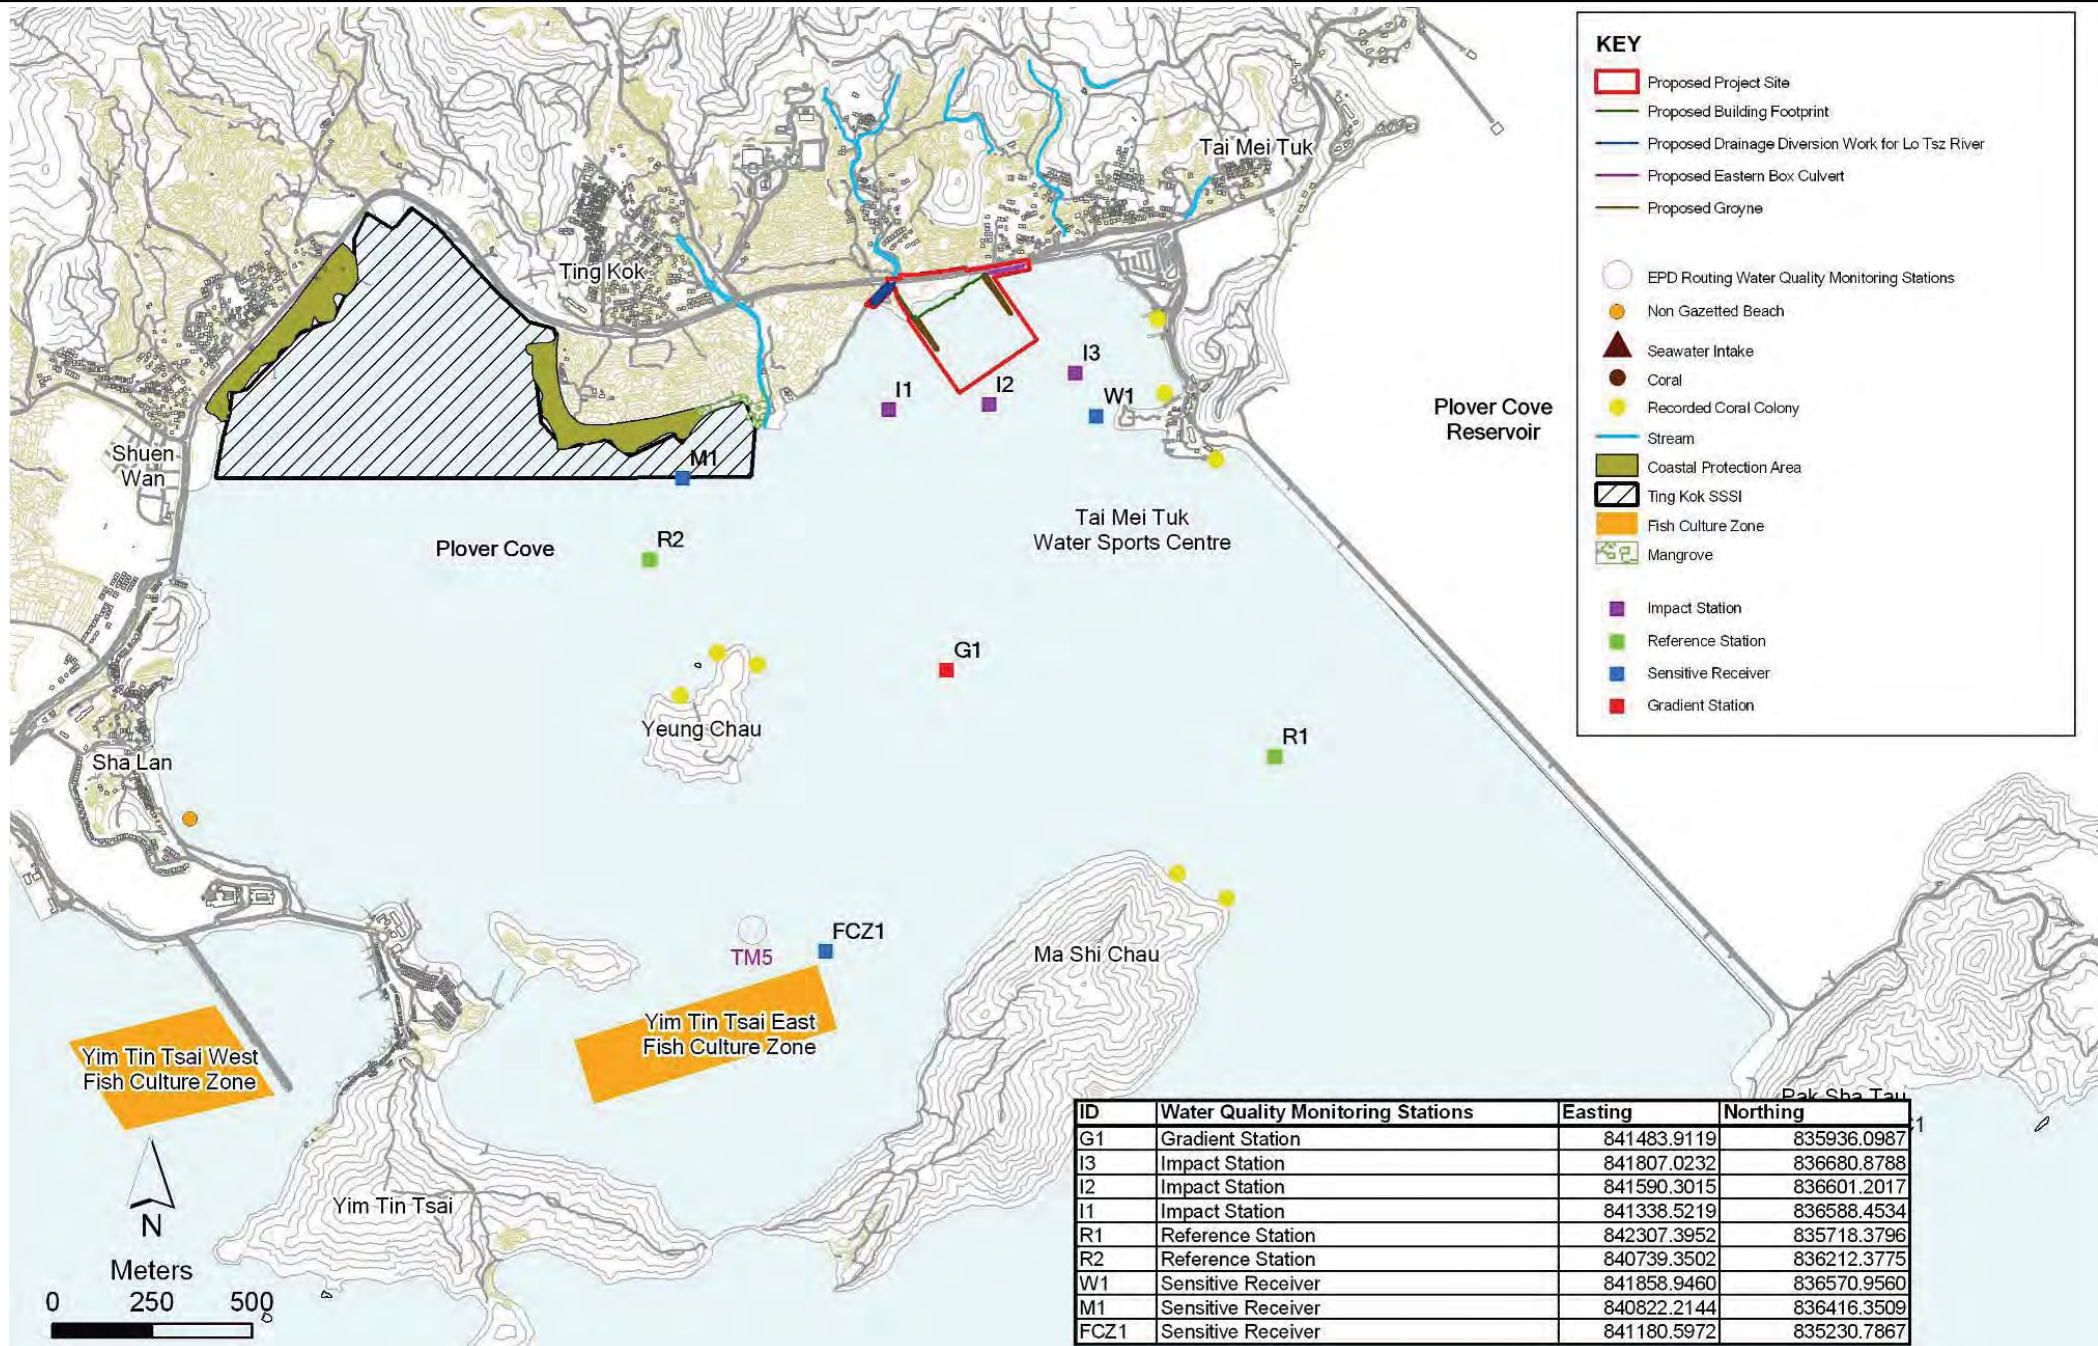 KEY
Proposed Project Site
Proposed Building Footprint
Proposed Drainage Diversion Work for Lo Tsz River
Proposed Eastern Box Culvert
Proposed Groyne
EPD Routing Water Quality Monitoring Stations
Non Gazetted Beach
Seawater Intake
Coral
Recorded Coral Colony
Stream
Coastal Protection Area
Ting Kok SSSI
Fish Culture Zone
Mangrove
Impact Station
Reference Station
Sensitive Receiver
Gradient Station
Tai Mei Tuk
Ting Kok
I3
I1
I2
W1
Plover Cove
Reservoir
Shuen
Wan
M1
Tai Mei Tuk
Water Sports Centre
Plover Cove
R2
G1
Yeung Chau
R1
Sha Lan
FCZ1
TM5
Ma Shi Chau
Yim Tin Tsai East
Fish Culture Zone
Yim Tin Tsai West
Fish Culture Zone
Pak Sha Tau
Yim Tin Tsai
N
Meters
0 250 500
ID Water Quality Monitoring Stations Easting Northing
G1 Gradient Station 841483.9119 835936.0987
I3 Impact Station 841807.0232 836680.8788
I2 Impact Station 841590.3015 836601.2017
I1 Impact Station 841338.5219 836588.4534
R1 Reference Station 842307.3952 835718.3796
R2 Reference Station 840739.3502 836212.3775
W1 Sensitive Receiver 841858.9460 836570.9560
M1 Sensitive Receiver 840822.2144 836416.3509
FCZ1 Sensitive Receiver 841180.5972 835230.7867